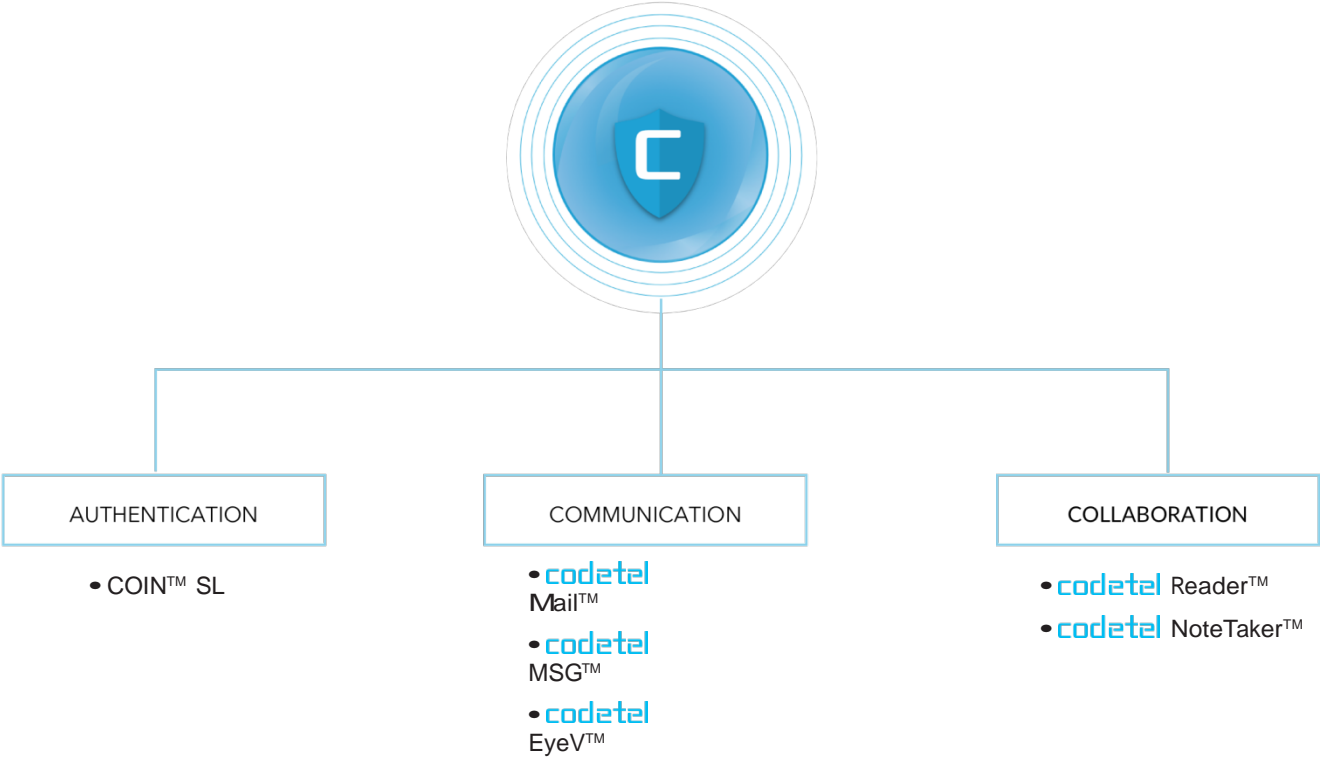 C
AUTHENTICATION
COMMUNICATION
COLLABORATION
• COIN™ SL
• codetel
Mail™
• codetel
MSG™
• codetel
EyeV™
• codetel Reader™
• codetel NoteTaker™